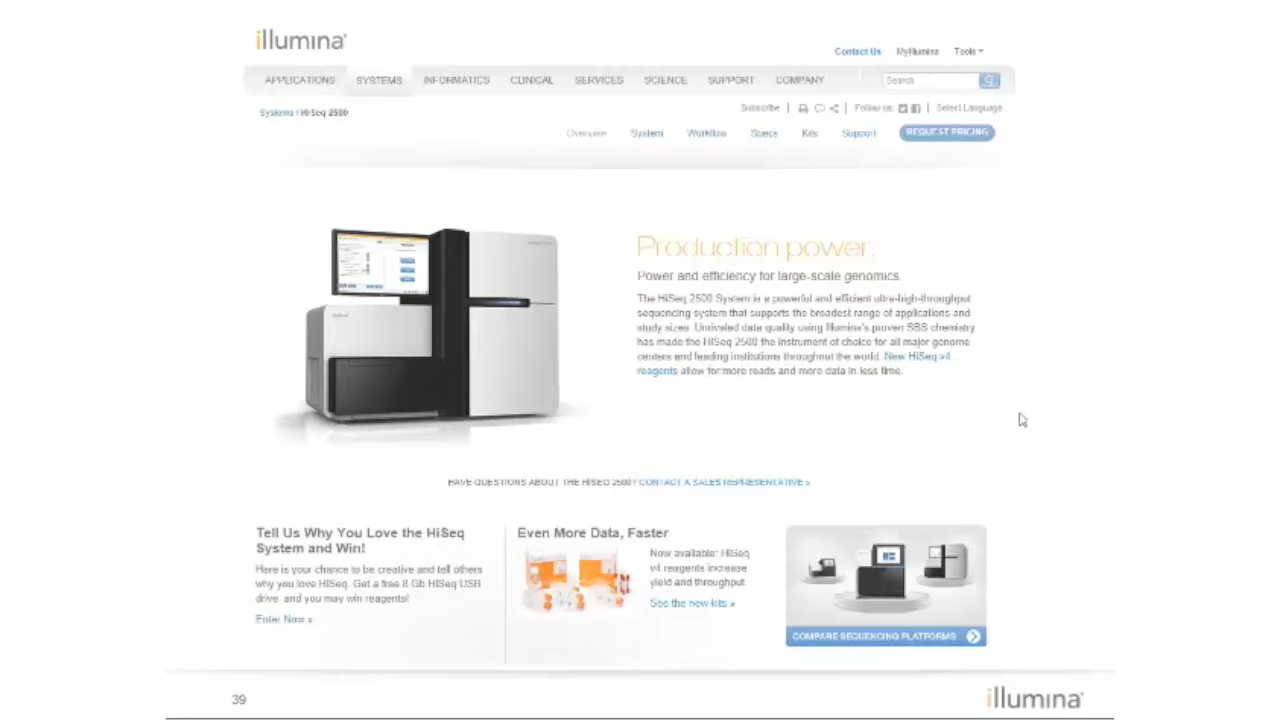 illumina
Contact Us MyIllumina Tools
APPLICATIONS SYSTEMS INFORMATICS CLINICAL SERVICES SCIENCE SUPPORT COMPANY Search
Systems / HiSeq 2500
Subscribe | | Follow us: | Select Language
Overview System Workflow Specs Kits Support REQUEST PRICING
Production power.
Power and efficiency for large-scale genomics
The HiSeq 2500 System is a powerful and efficient ultra-high-throughput
sequencing system that supports the broadest range of applications and
study sizes. Unrivaled data quality using Illumina's proven SBS chemistry
has made the HiSeq 2500 the instrument of choice for all major genome
centers and leading institutions throughout the world. New HiSeq v4
reagents allow for more reads and more data in less time.
HAVE QUESTIONS ABOUT THE HISEQ 2500? CONTACT A SALES REPRESENTATIVE »
Tell Us Why You Love the HiSeq
System and Win!
Here is your chance to be creative and tell others
why you love HiSeq. Get a free 8 Gb HiSeq USB
drive, and you may win reagents!
Enter Now »
Even More Data, Faster
Now available: HiSeq
v4 reagents increase
yield and throughput
See the new kits »
COMPARE SEQUENCING PLATFORMS
39
illumina